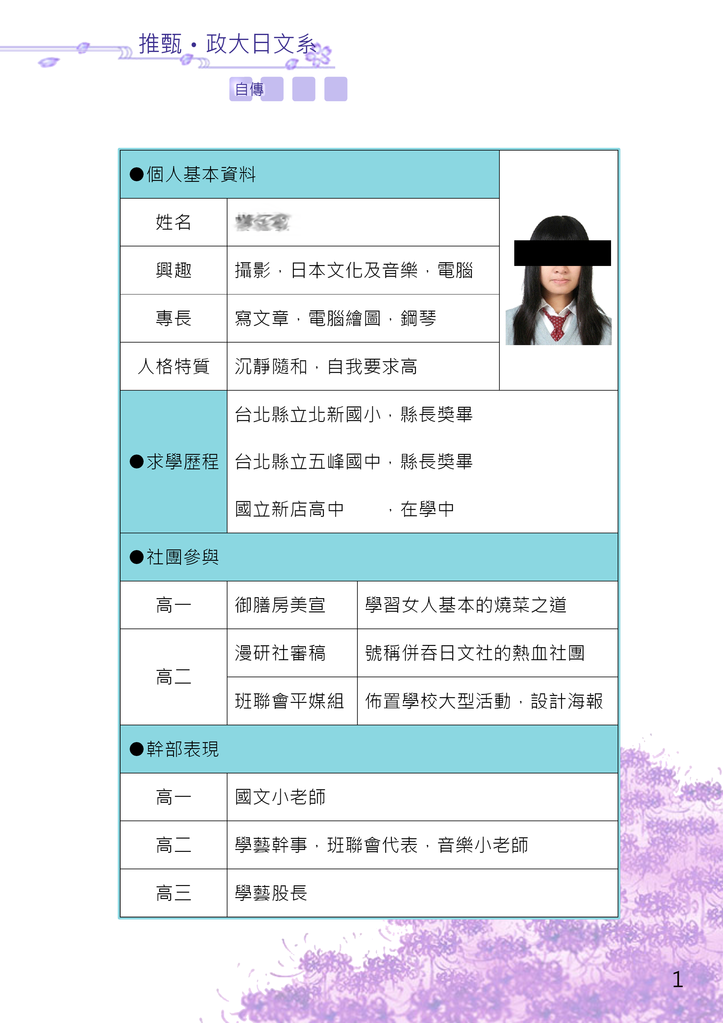 推甄•政大日文系
自傳
●個人基本資料
姓名
興趣 攝影，日本文化及音樂，電腦
專長 寫文章，電腦繪圖，鋼琴
人格特質 沉靜隨和，自我要求高
台北縣立北新國小，縣長獎畢
●求學歷程 台北縣立五峰國中，縣長獎畢
國立新店高中　　，在學中
●社團參與
高一 御膳房美宣 學習女人基本的燒菜之道
高二 漫研社審稿 號稱併吞日文社的熱血社團
班聯會平媒組 佈置學校大型活動，設計海報
●幹部表現
高一 國文小老師
高二 學藝幹事，班聯會代表，音樂小老師
高三 學藝股長
1